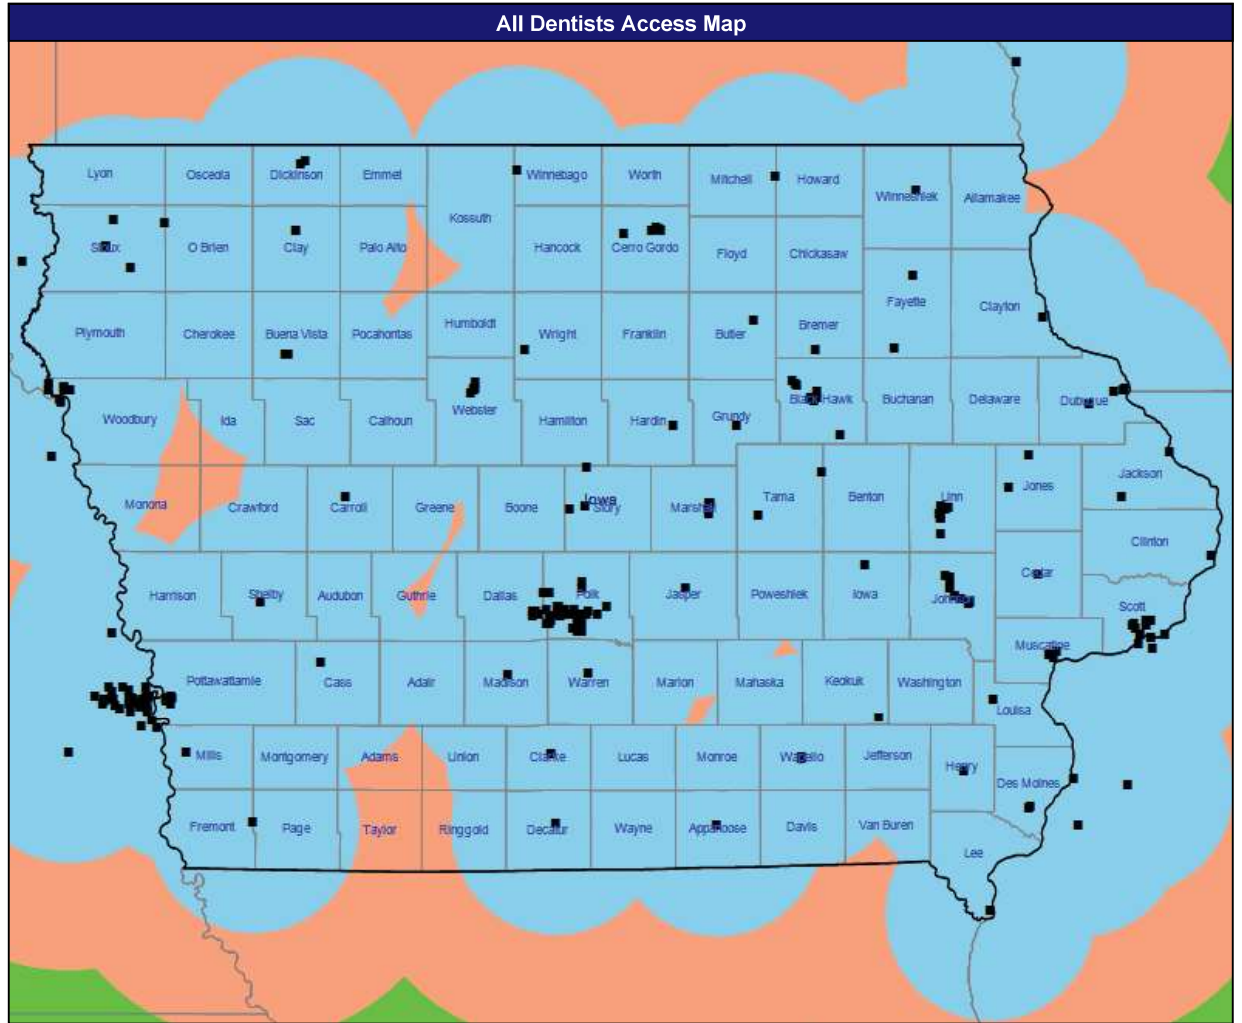 All Dentists Access Map
Lyon
Osceola
Dickinson
Emmet
Kossuth
Winnebago
Worth
Mitchell
Howard
Winneshiek
Allamakee
Sioux
O Brien
Clay
Palo Alto
Hancock
Cerro Gordo
Floyd
Chickasaw
Fayette
Clayton
Plymouth
Cherokee
Buena Vista
Pocahontas
Humboldt
Wright
Franklin
Butler
Bremer
Woodbury
Ida
Sac
Calhoun
Webster
Hamilton
Hardin
Grundy
Black Hawk
Buchanan
Delaware
Dubuque
Monona
Crawford
Carroll
Greene
Boone
Iowa
Story
Marshall
Tama
Benton
Linn
Jones
Jackson
Clinton
Harrison
Shelby
Audubon
Guthrie
Dallas
Polk
Jasper
Poweshiek
Iowa
Johnson
Cedar
Scott
Muscatine
Pottawattamie
Cass
Adair
Madison
Warren
Marion
Mahaska
Keokuk
Washington
Louisa
Mills
Montgomery
Adams
Union
Clarke
Lucas
Monroe
Wapello
Jefferson
Henry
Des Moines
Fremont
Page
Taylor
Ringgold
Decatur
Wayne
Appanoose
Davis
Van Buren
Lee